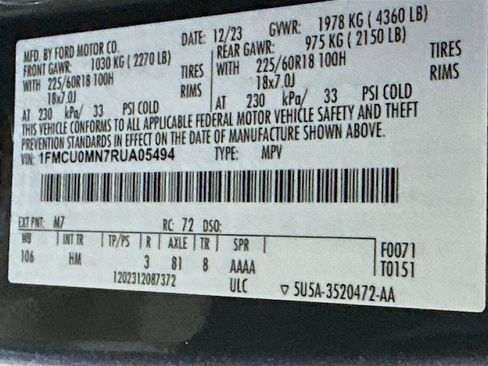 MFD. BY FORD MOTOR CO. DATE: 12/23 GVWR: 1978 KG ( 4360 LB)
FRONT GAWR: 1030 KG ( 2270 LB) REAR GAWR: 975 KG ( 2150 LB)
WITH 225/60R18 100H TIRES WITH 225/60R18 100H TIRES
18x7.0J RIMS 18x7.0J RIMS
AT 230 kPa/ 33 PSI COLD AT 230 kPa/ 33 PSI COLD
THIS VEHICLE CONFORMS TO ALL APPLICABLE FEDERAL MOTOR VEHICLE SAFETY AND THEFT
PREVENTION STANDARDS IN EFFECT ON THE DATE OF MANUFACTURE SHOWN ABOVE.
1FMCU0MN7RUA05494 TYPE: MPV
EXT PNT: M7 RC: 72 DSO:
WB INT TR TP/PS R AXLE TR SPR F0071
106 HM 3 81 8 AAAA T0151
1202312087372 ULC ▽ 5U5A-3520472-AA